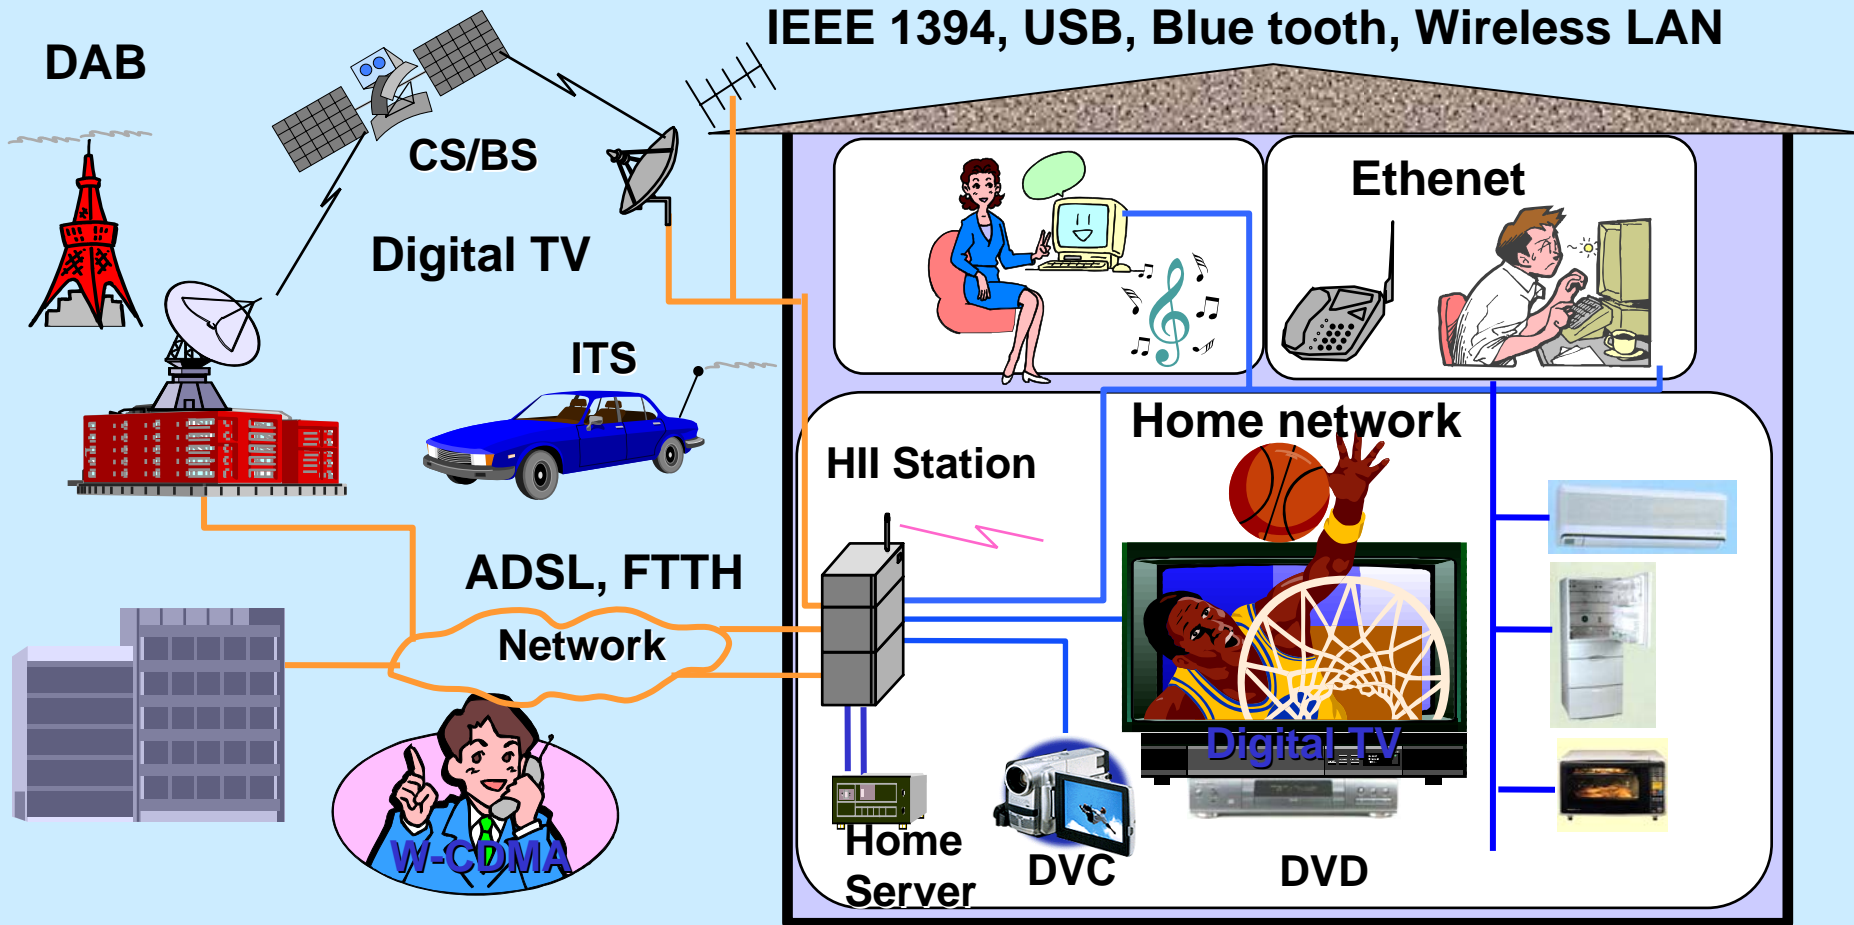 IEEE 1394, USB, Blue tooth, Wireless LAN
DAB
CS/BS
Digital TV
Ethenet
ITS
Home network
HII Station
ADSL, FTTH
Network
Digital TV
W-CDMA
Home
Server
DVC
DVD